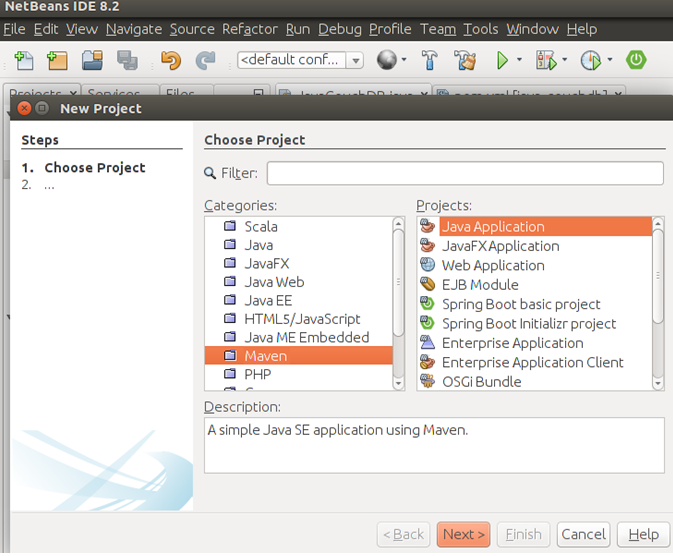 NetBeans IDE 8.2
File Edit View Navigate Source Refactor Run Debug Profile Team Tools Window Help
<default conf...
Projects Services Files
New Project
Steps
1. Choose Project
2. ...
Choose Project
Filter:
Categories:
Scala
Java
JavaFX
Java Web
Java EE
HTML5/JavaScript
Java ME Embedded
Maven
PHP
Projects:
Java Application
JavaFX Application
Web Application
EJB Module
Spring Boot basic project
Spring Boot Initializr project
Enterprise Application
Enterprise Application Client
OSGi Bundle
Description:
A simple Java SE application using Maven.
< Back Next > Finish Cancel Help